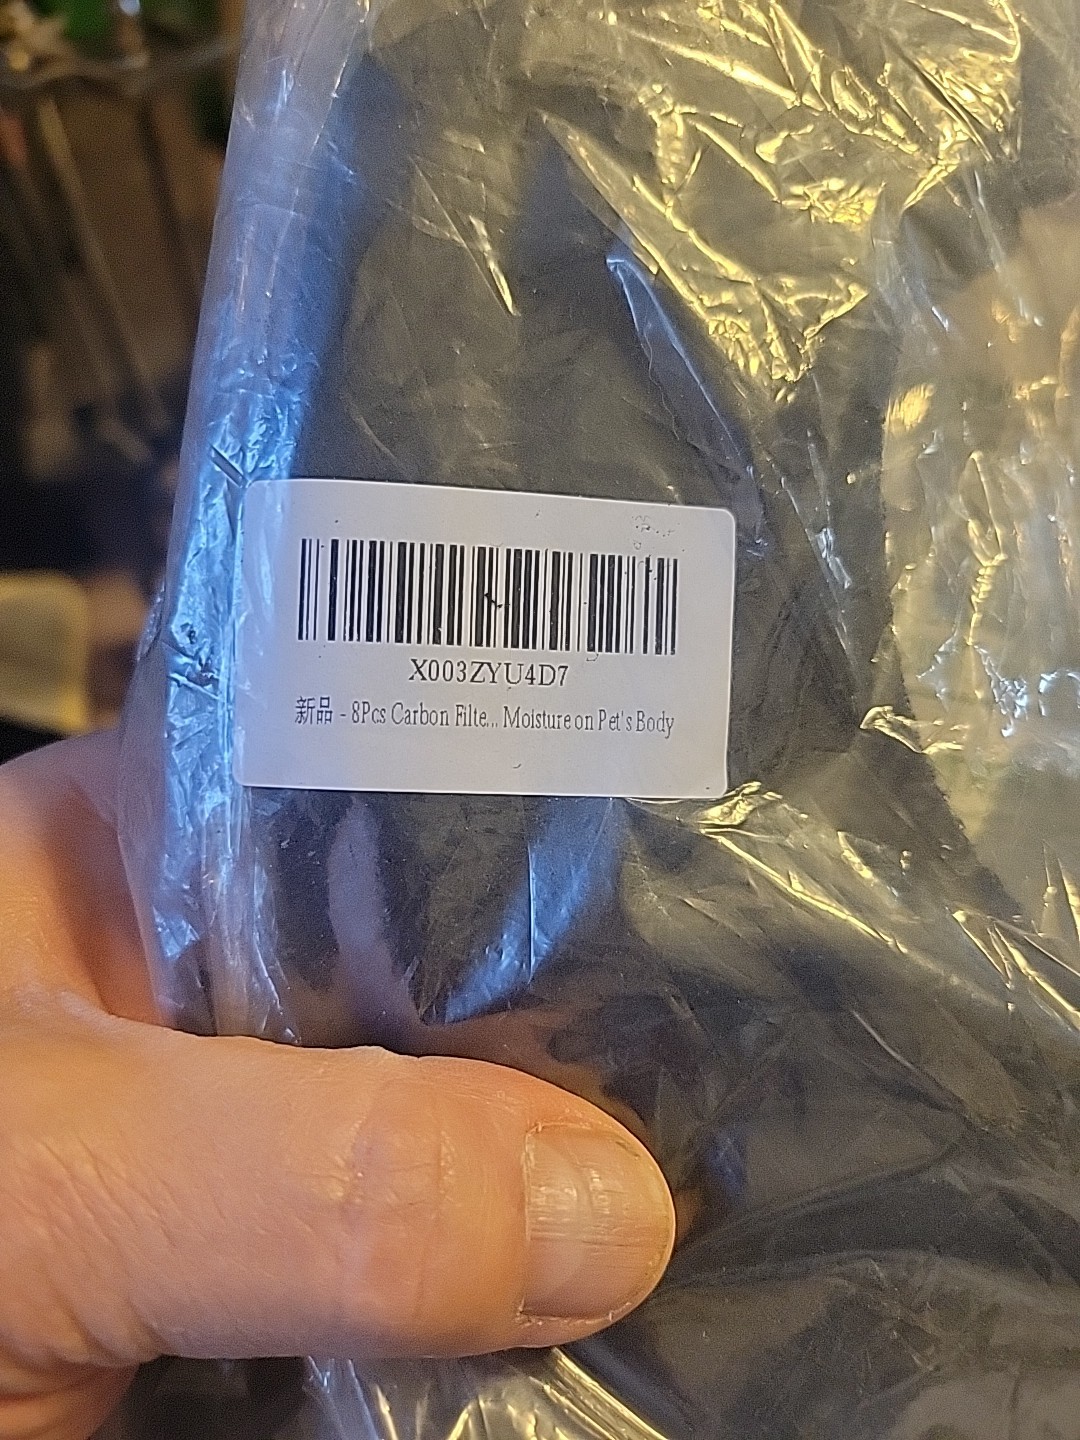 X003ZYU4D7
新品 - 8Pcs Carbon Filte... Moisture on Pet's Body